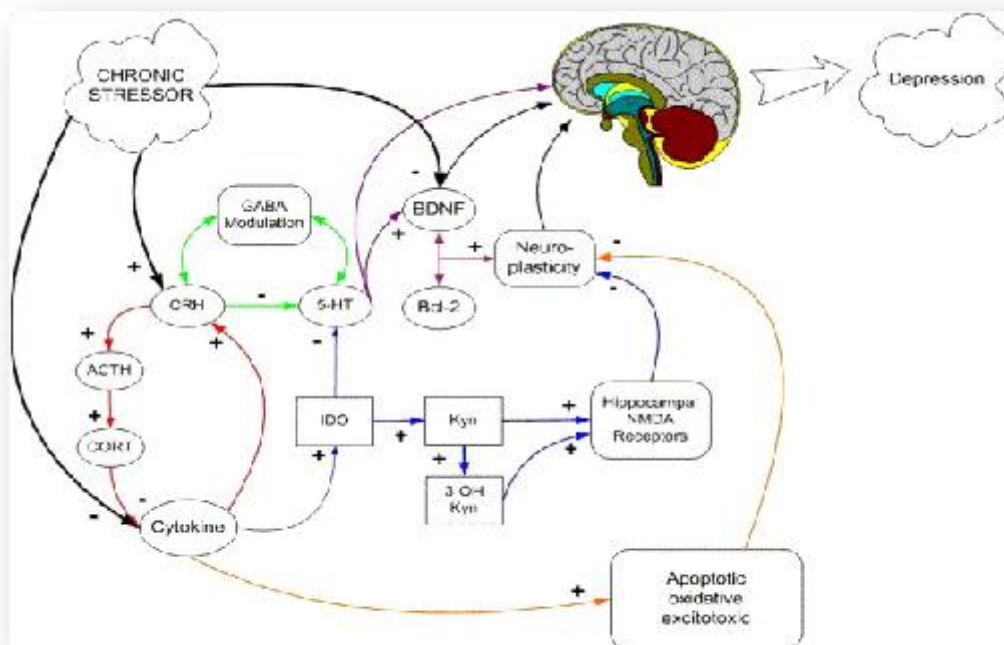 CHRONIC
STRESSOR
Depression
-
GABA
Modulation
BDNF
+
+
Neuro-
plasticity
-
-
+
CRH
-
5-HT
Bcl-2
+
+
-
ACTH
+
IDO
+
Kyn
+
Hippocampal
NMDA
Receptors
CORT
+
+
+
3-OH
Kyn
-
-
Cytokine
+
Apoptotic
oxidative
excitotoxic